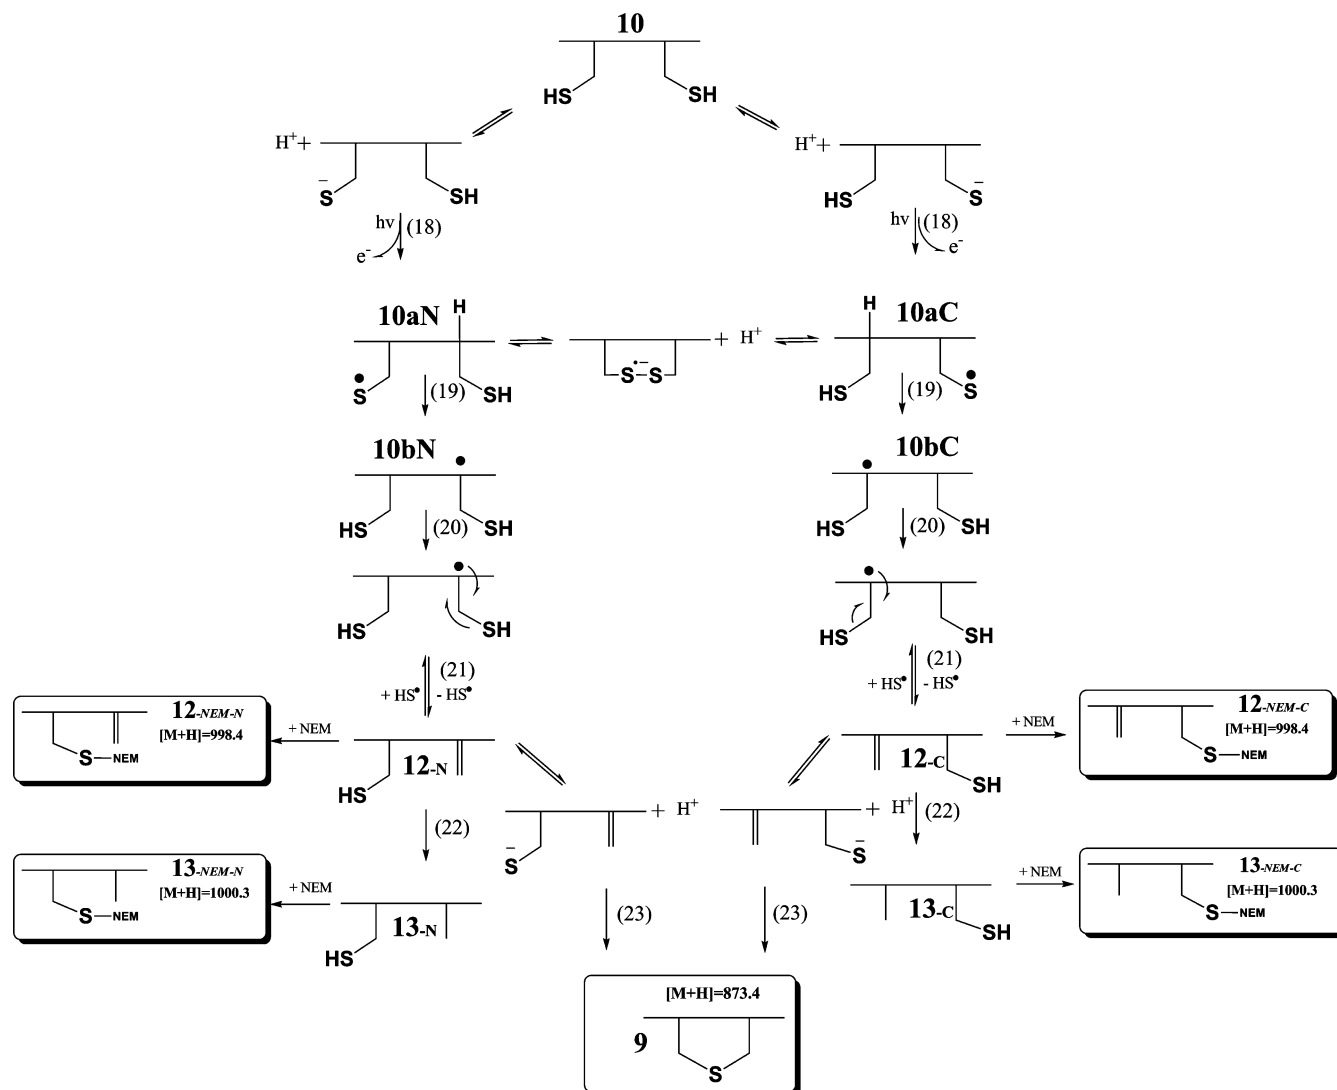 10
HS SH
H⁺ + S⁻ SH
H⁺ + HS S⁻
hv (18) e⁻
hv (18) e⁻
10aN H
10aC H
S• SH
S•⁻ S + H⁺
HS S•
(19)
(19)
10bN •
10bC •
HS SH
HS SH
(20)
(20)
• HS SH
• HS SH
(21)
(21)
+ HS• - HS•
+ HS• - HS•
12-NEM-N
[M+H]=998.4
S—NEM
+ NEM
12-N
HS
12-C
SH
+ NEM
12-NEM-C
[M+H]=998.4
S—NEM
S⁻ + H⁺
S⁻ + H⁺
(22)
(22)
13-NEM-N
[M+H]=1000.3
S—NEM
+ NEM
13-N
HS
13-C
SH
+ NEM
13-NEM-C
[M+H]=1000.3
S—NEM
(23)
(23)
[M+H]=873.4
9
S